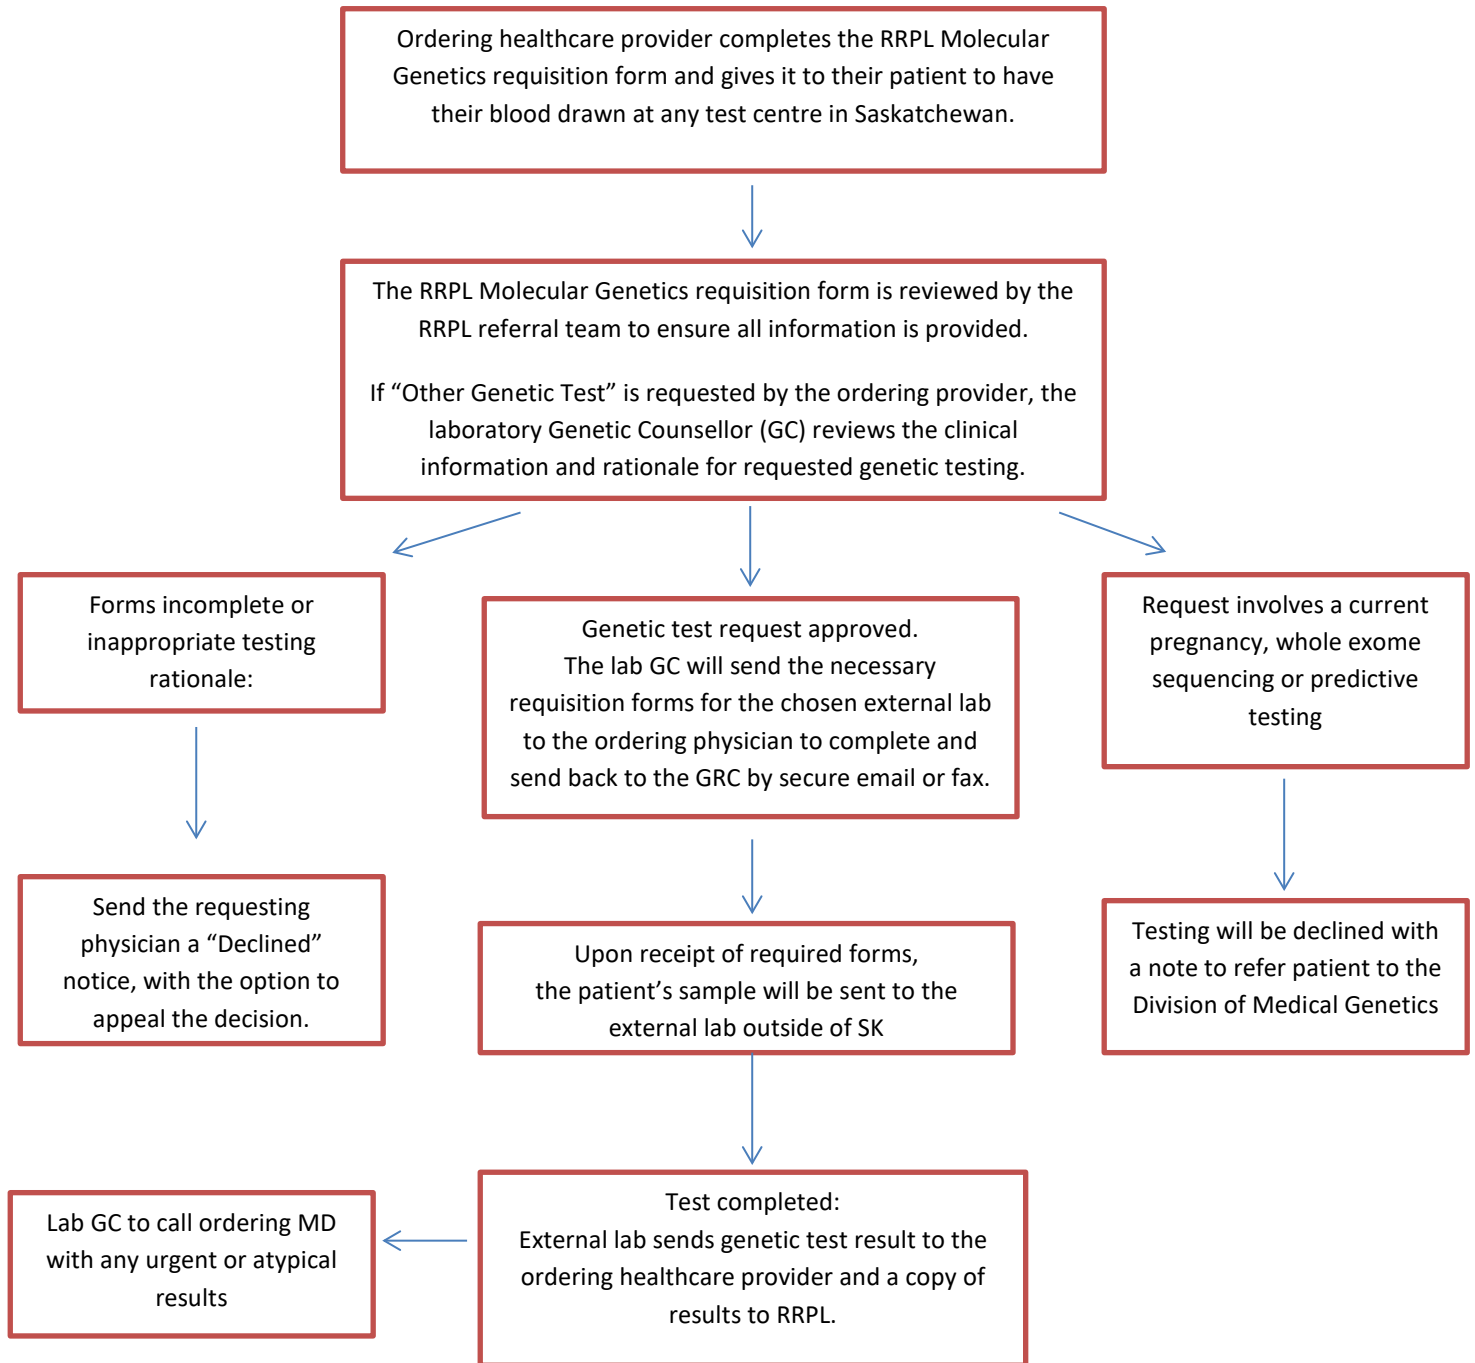 Ordering healthcare provider completes the RRPL Molecular
Genetics requisition form and gives it to their patient to have
their blood drawn at any test centre in Saskatchewan.
The RRPL Molecular Genetics requisition form is reviewed by the
RRPL referral team to ensure all information is provided.
If “Other Genetic Test” is requested by the ordering provider, the
laboratory Genetic Counsellor (GC) reviews the clinical
information and rationale for requested genetic testing.
Forms incomplete or
inappropriate testing
rationale:
Genetic test request approved.
The lab GC will send the necessary
requisition forms for the chosen external lab
to the ordering physician to complete and
send back to the GRC by secure email or fax.
Request involves a current
pregnancy, whole exome
sequencing or predictive
testing
Send the requesting
physician a “Declined”
notice, with the option to
appeal the decision.
Upon receipt of required forms,
the patient’s sample will be sent to the
external lab outside of SK
Testing will be declined with
a note to refer patient to the
Division of Medical Genetics
Lab GC to call ordering MD
with any urgent or atypical
results
Test completed:
External lab sends genetic test result to the
ordering healthcare provider and a copy of
results to RRPL.